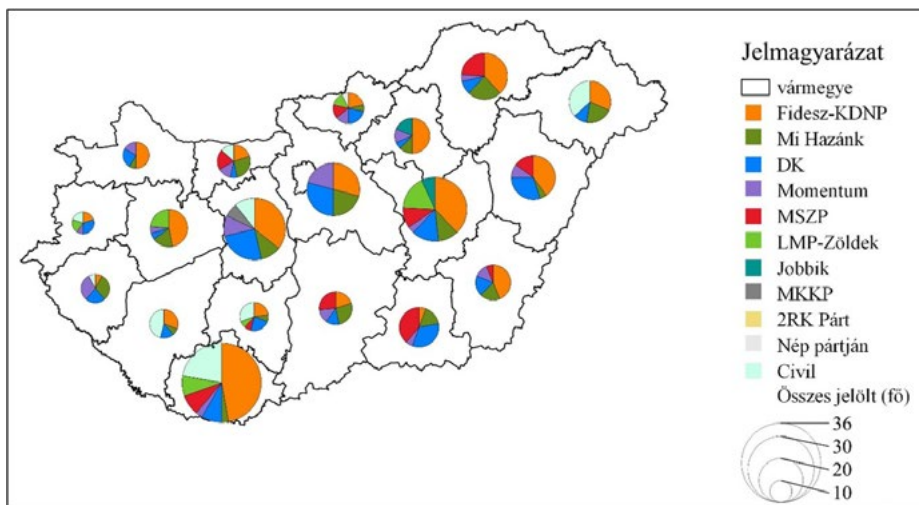 Jelmagyarázat
vármegye
Fidesz-KDNP
Mi Hazánk
DK
Momentum
MSZP
LMP-Zöldek
Jobbik
MKKP
2RK Párt
Nép pártján
Civil
Összes jelölt (fő)
36
30
20
10